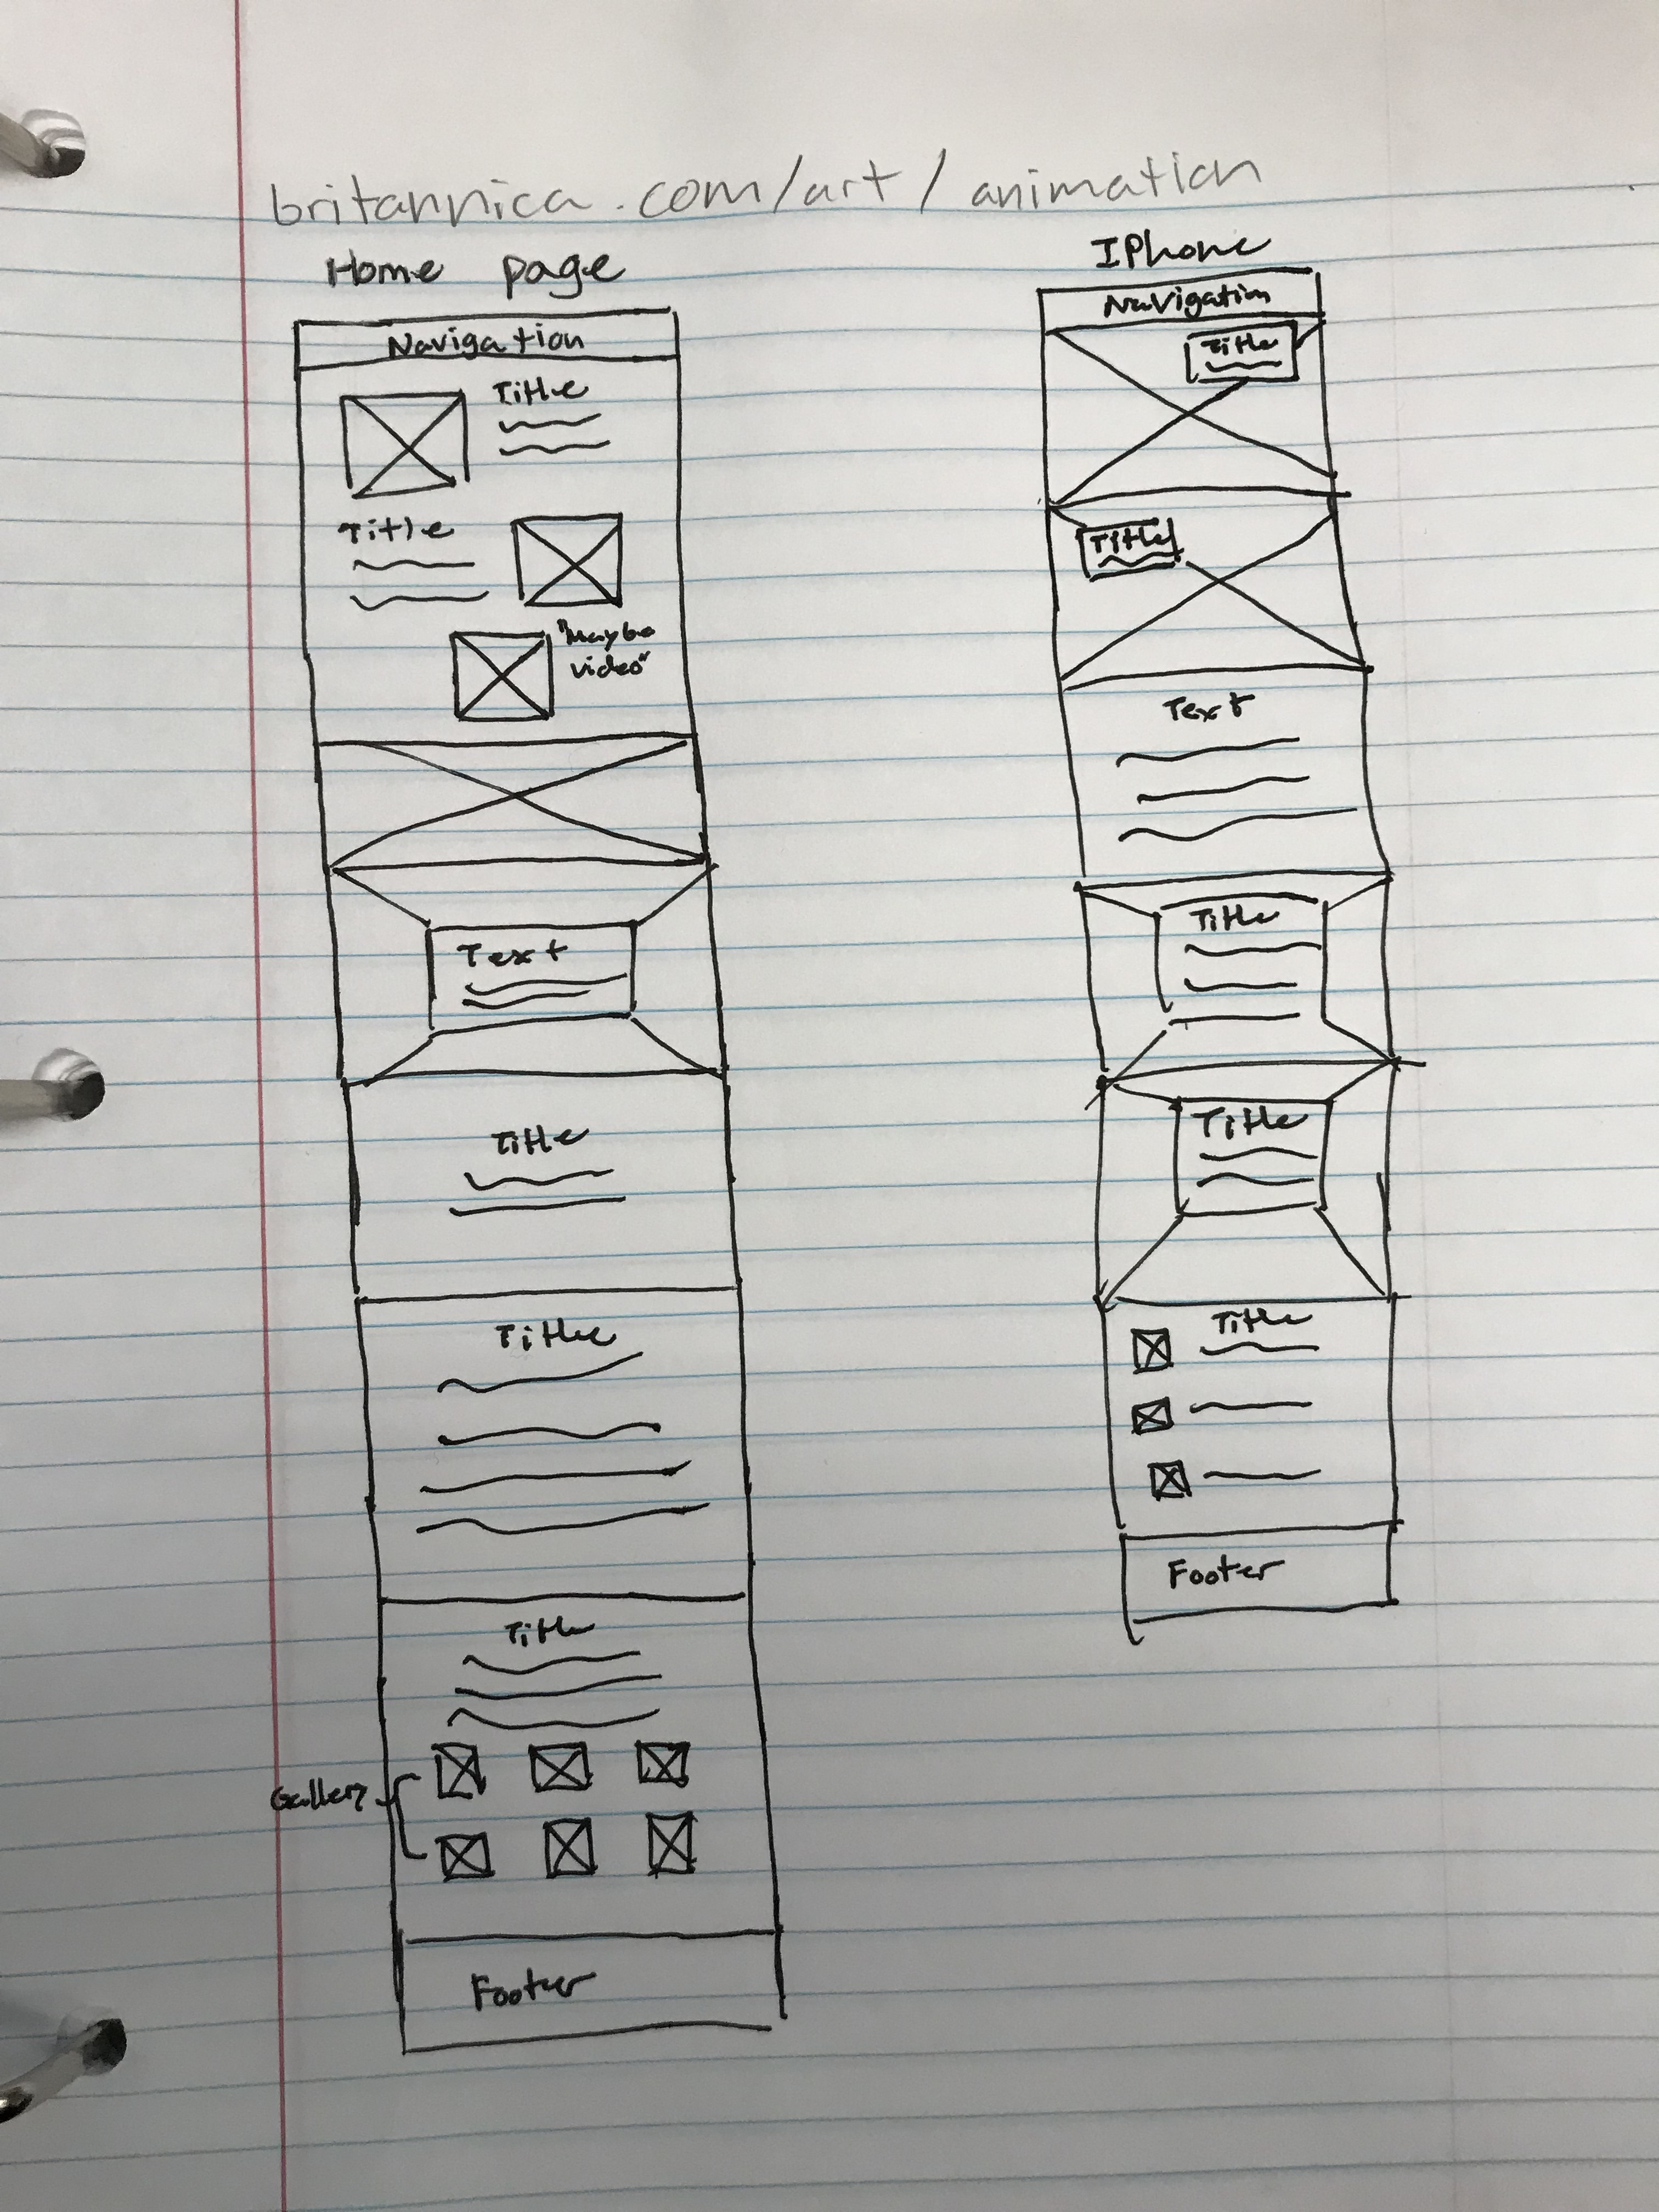 britannica.com/art/animation
Home page
Navigation
Title
Title
"Maybe
video"
Text
Title
Title
Title
Gallery
Footer
IPhone
Navigation
Title
Title
Text
Title
Title
Title
Footer